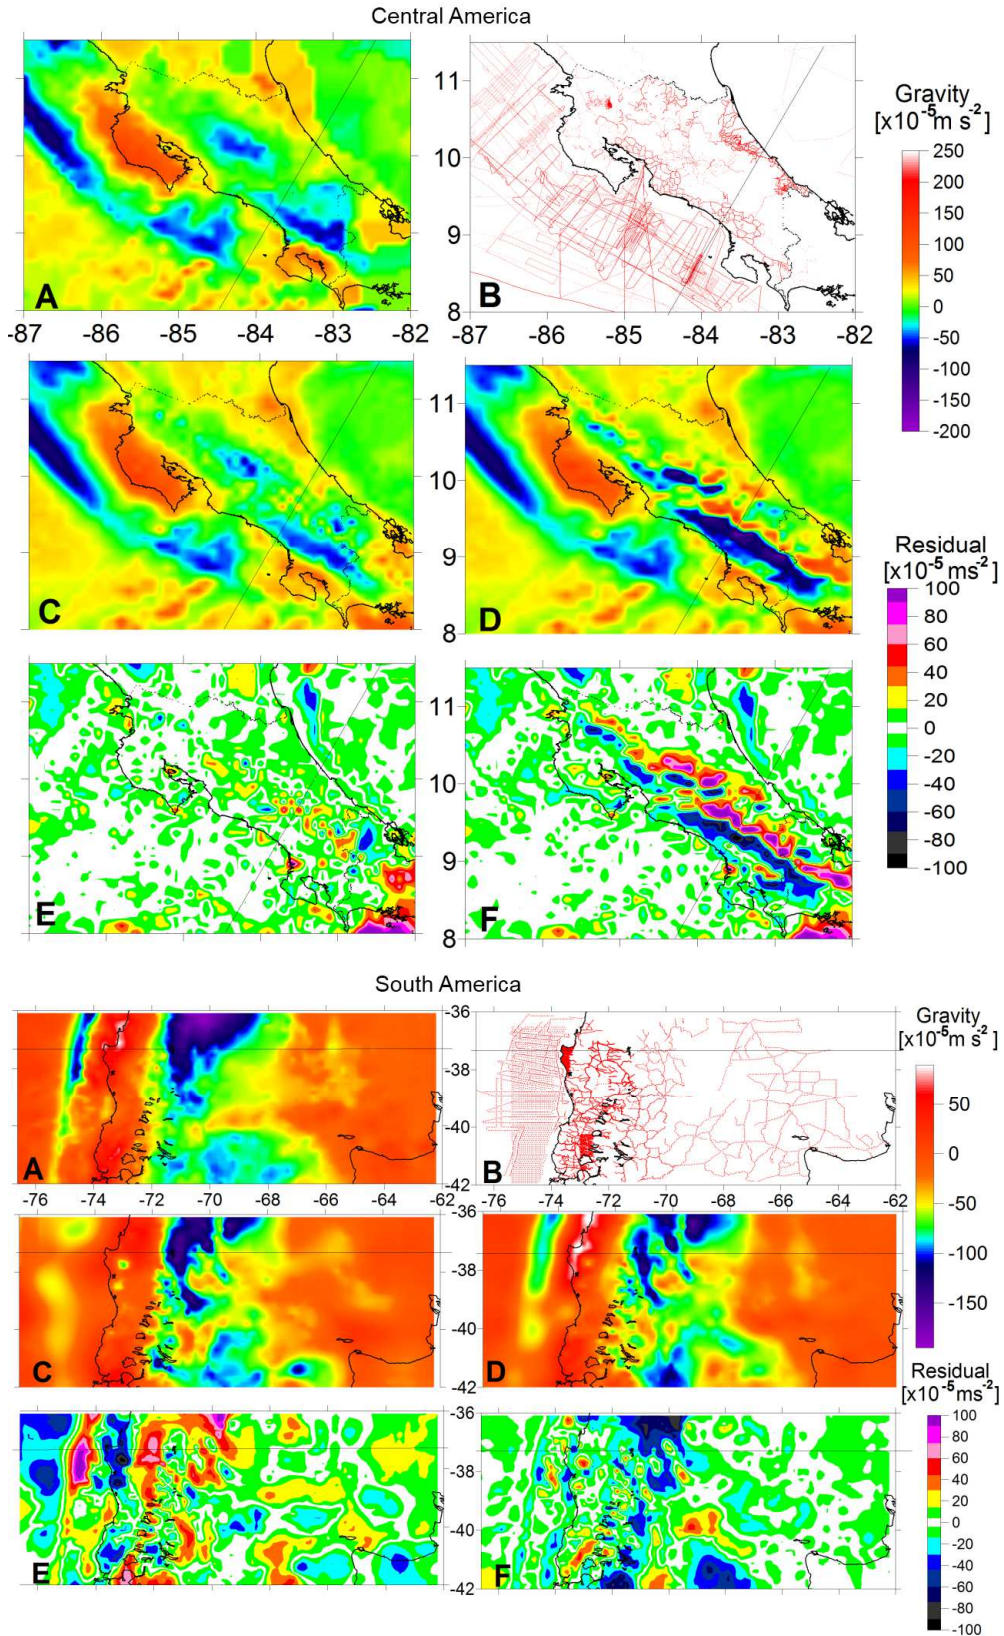 Central America
A
-87 -86 -85 -84 -83 -82
11
10
9
8
B
-87 -86 -85 -84 -83 -82
Gravity
[x10⁻⁵m s⁻²]
250
200
150
100
50
0
-50
-100
-200
C
11
10
9
8
D
Residual
[x10⁻⁵ms⁻²]
100
80
60
40
20
0
-20
-40
-60
-80
-100
E
11
10
9
8
F
South America
A
-76 -74 -72 -70 -68 -66 -64 -62
-36
-38
-40
-42
B
-76 -74 -72 -70 -68 -66 -64 62
Gravity
[x10⁻⁵m s⁻²]
50
0
-50
-100
-150
C
-36
-38
-40
-42
D
Residual
[x10⁻⁵ms⁻²]
100
80
60
40
20
0
-20
-40
-60
-80
-100
E
-36
-38
-40
-42
F